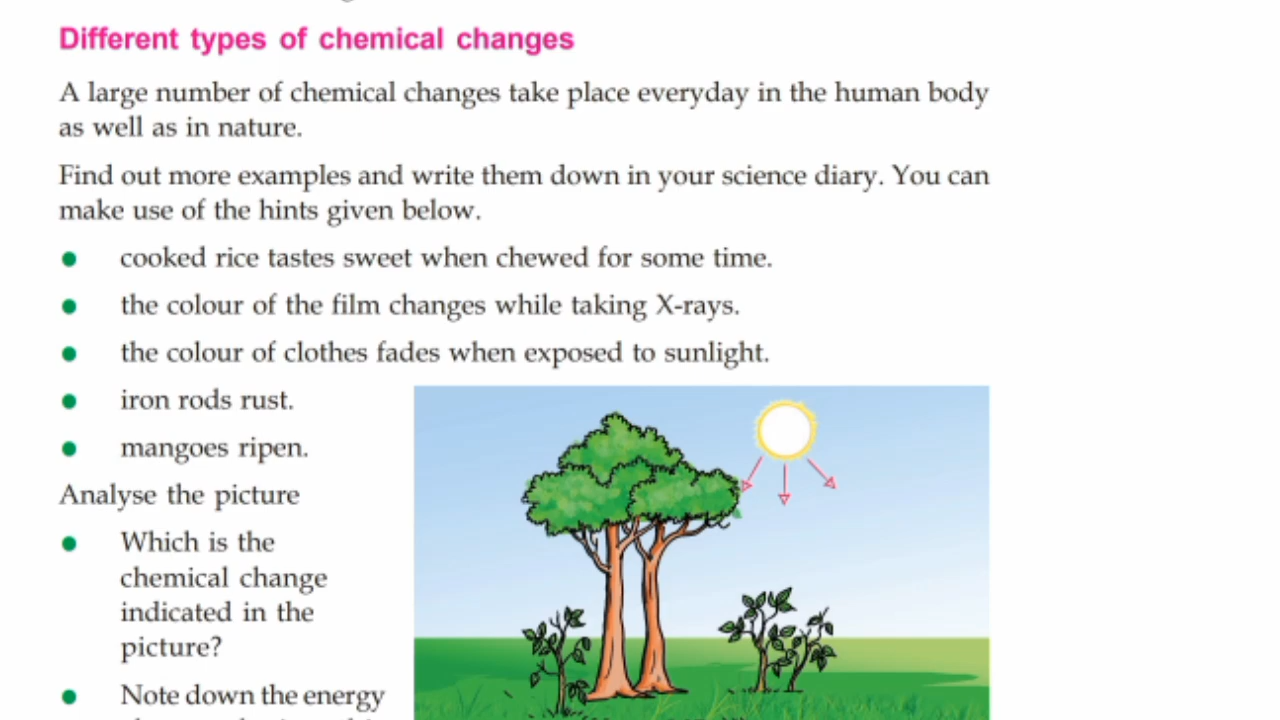 Different types of chemical changes
A large number of chemical changes take place everyday in the human body
as well as in nature.
Find out more examples and write them down in your science diary. You can
make use of the hints given below.
● cooked rice tastes sweet when chewed for some time.
● the colour of the film changes while taking X-rays.
● the colour of clothes fades when exposed to sunlight.
● iron rods rust.
● mangoes ripen.
Analyse the picture
● Which is the
chemical change
indicated in the
picture?
● Note down the energy